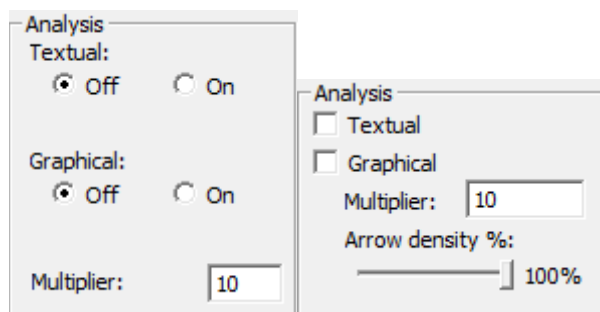 Analysis
Textual:
Off On
Graphical:
Off On
Multiplier: 10
Analysis
Textual
Graphical
Multiplier: 10
Arrow density %:
100%